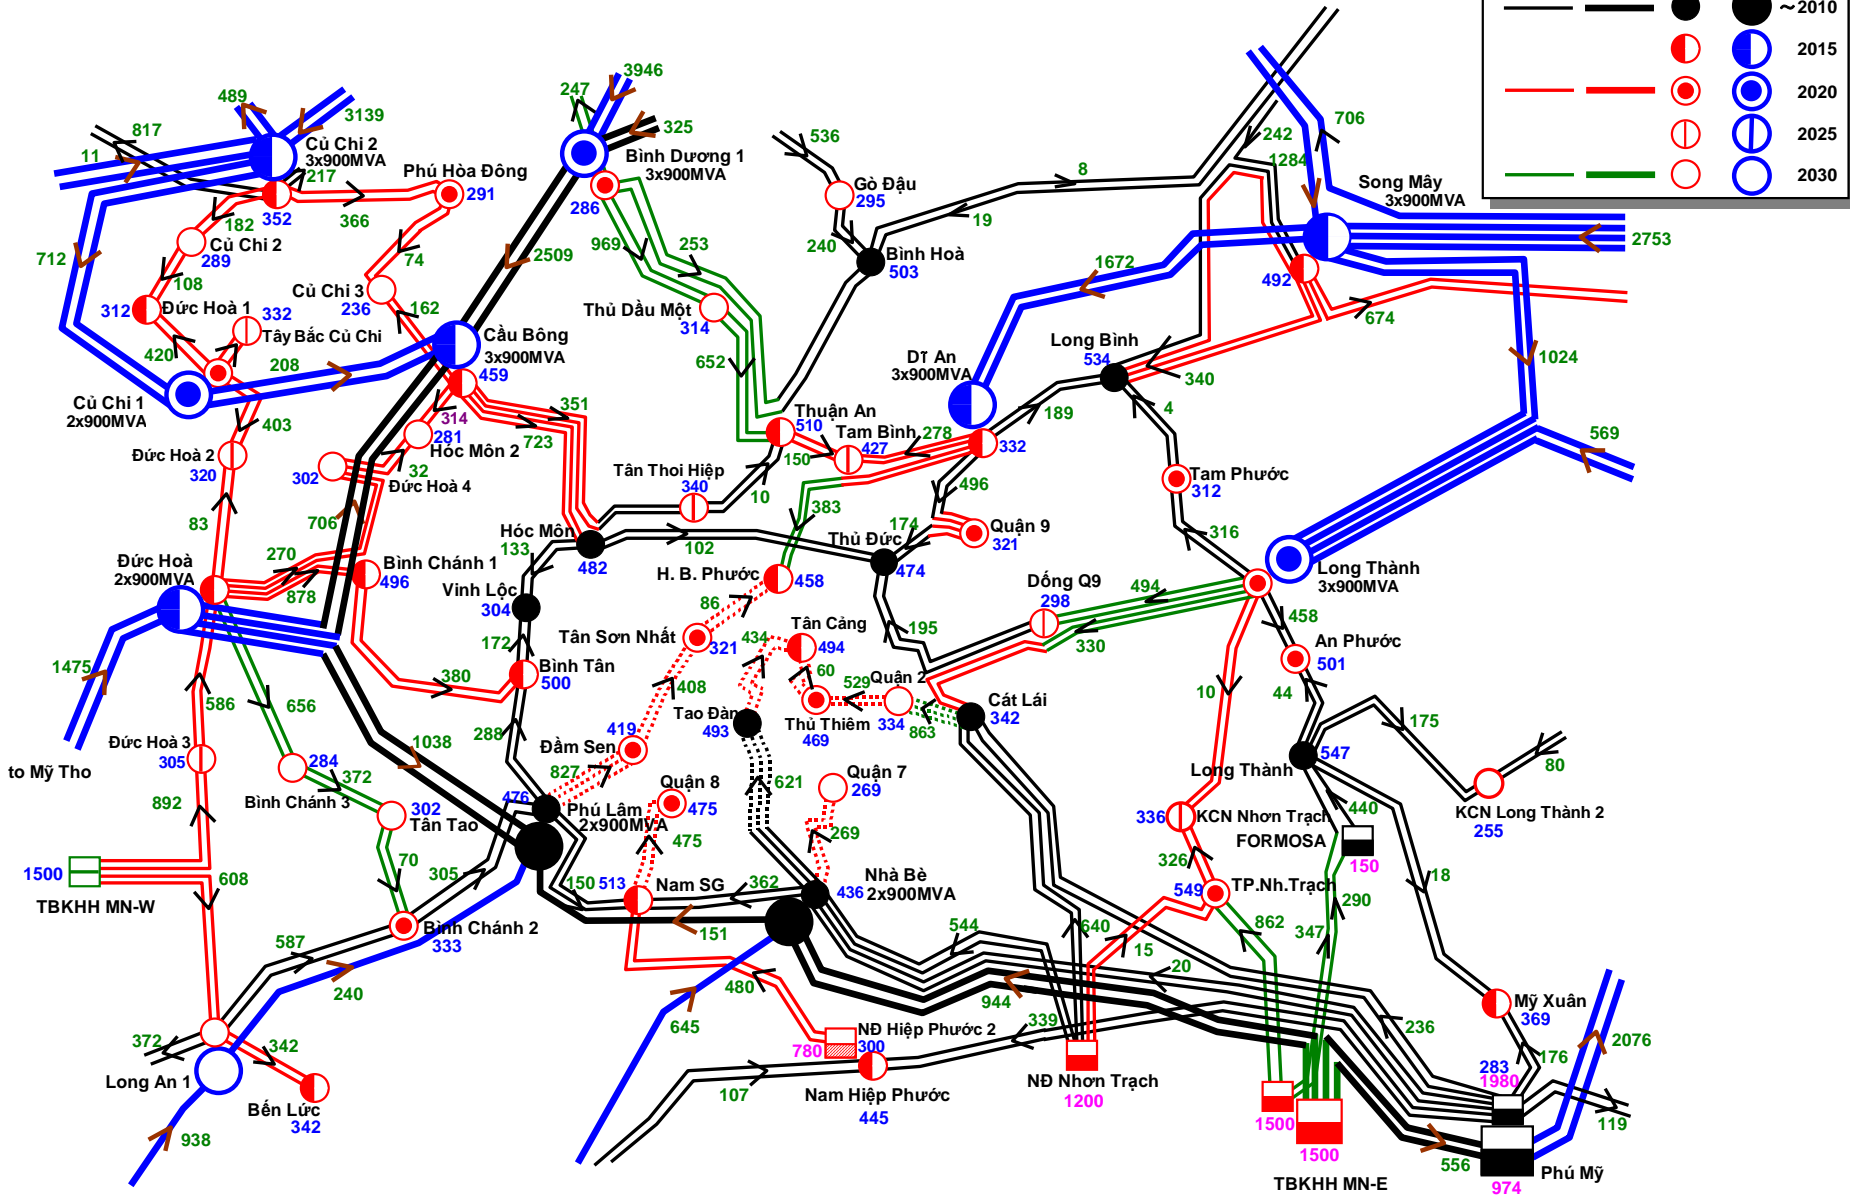 ~2010
2015
2020
2025
2030
489
3139
817
11
Củ Chi 2
3x900MVA
217
352
366
Phú Hòa Đông
291
182
Củ Chi 2
289
108
712
74
Củ Chi 3
236
162
312
Đức Hoà 1
332
Tây Bắc Củ Chi
420
208
Củ Chi 1
2x900MVA
403
Cầu Bông
3x900MVA
459
314
281
Hóc Môn 2
351
723
Đức Hoà 2
320
302
32
Đức Hoà 4
83
706
270
878
Đức Hoà
2x900MVA
Bình Chánh 1
496
1475
to Mỹ Tho
247
3946
325
Bình Dương 1
3x900MVA
286
2509
969
253
Thủ Dầu Một
314
652
536
Gò Đậu
295
240
Bình Hoà
503
19
8
242
1284
706
Song Mây
3x900MVA
2753
492
674
1672
1024
569
Dĩ An
3x900MVA
Long Bình
534
340
189
4
Thuận An
510
Tam Bình
427
278
150
332
Tân Thoi Hiệp
340
10
383
496
174
Quận 9
321
Tam Phước
312
316
Hóc Môn
482
133
102
Thủ Đức
474
Vinh Lộc
304
172
H. B. Phước
458
86
Tân Sơn Nhất
321
434
Tân Cảng
494
60
529
Quận 2
334
863
Thủ Thiêm
469
Tao Đàn
493
408
195
Dống Q9
298
494
330
Long Thành
3x900MVA
458
An Phước
501
44
10
Cát Lái
342
Bình Tân
500
380
288
586
656
1038
Đức Hoà 3
305
284
372
Bình Chánh 3
302
Tân Tao
892
70
305
608
1500
TBKHH MN-W
587
Bình Chánh 2
333
240
372
342
Long An 1
Bến Lức
342
938
419
Đầm Sen
827
476
Phú Lâm
2x900MVA
Quận 8
475
475
621
Quận 7
269
269
150
513
Nam SG
362
Nhà Bè
436
2x900MVA
151
480
645
780
NĐ Hiệp Phước 2
300
107
Nam Hiệp Phước
445
339
544
944
20
640
15
NĐ Nhơn Trạch
1200
Long Thành
547
175
80
KCN Long Thành 2
255
440
FORMOSA
150
336
KCN Nhơn Trạch
326
549
TP.Nh.Trạch
862
347
290
18
236
Mỹ Xuân
369
176
283
1980
2076
119
556
Phú Mỹ
974
1500
1500
TBKHH MN-E